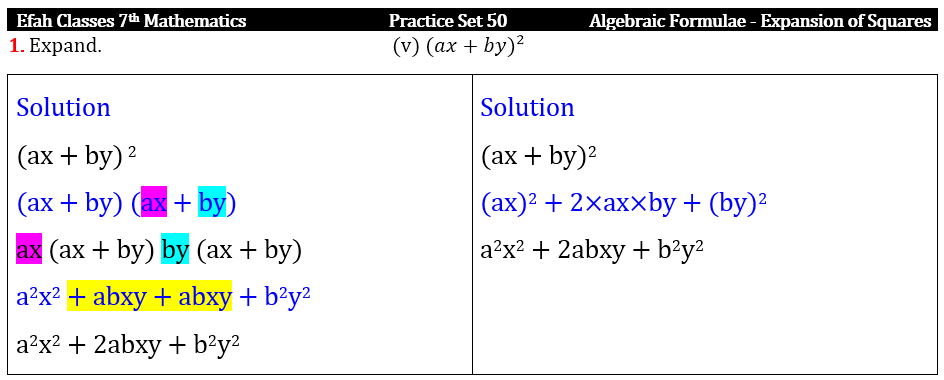 Efah Classes 7th Mathematics Practice Set 50 Algebraic Formulae - Expansion of Squares
1. Expand. (v) (ax + by)²
Solution
(ax + by) ²
(ax + by) (ax + by)
ax (ax + by) by (ax + by)
a²x² + abxy + abxy + b²y²
a²x² + 2abxy + b²y²
Solution
(ax + by)²
(ax)² + 2×ax×by + (by)²
a²x² + 2abxy + b²y²